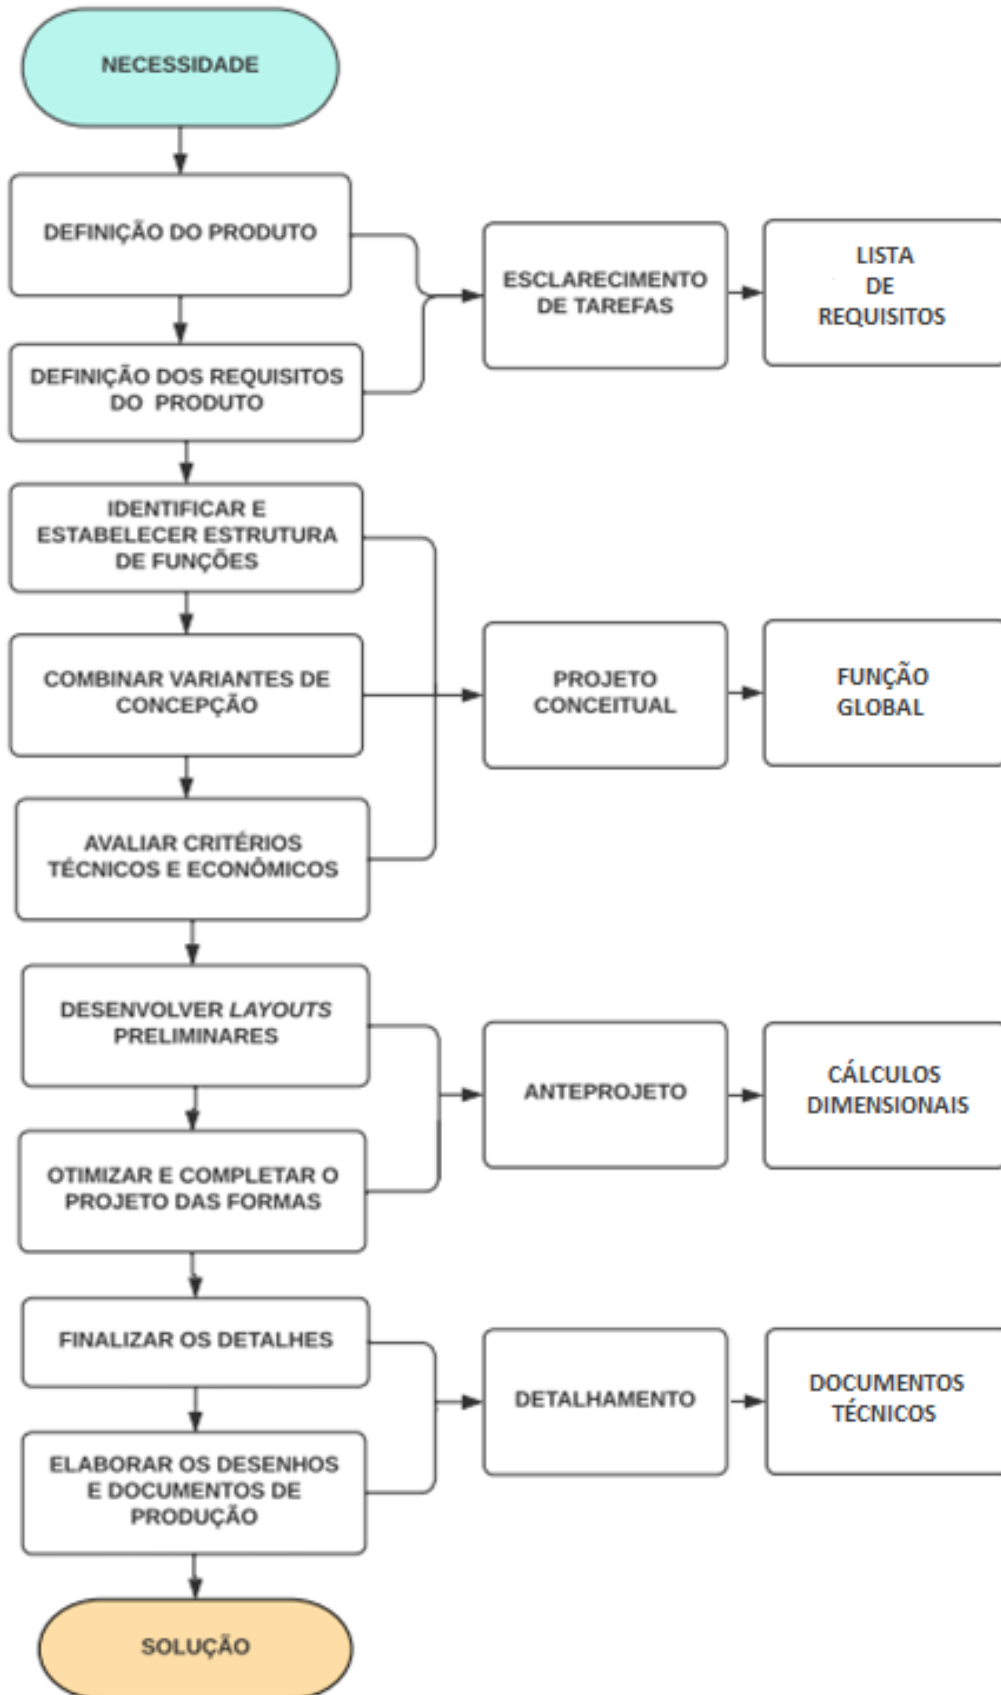 NECESSIDADE
DEFINIÇÃO DO PRODUTO
DEFINIÇÃO DOS REQUISITOS
DO PRODUTO
ESCLARECIMENTO
DE TAREFAS
LISTA
DE
REQUISITOS
IDENTIFICAR E
ESTABELECER ESTRUTURA
DE FUNÇÕES
COMBINAR VARIANTES DE
CONCEPÇÃO
AVALIAR CRITÉRIOS
TÉCNICOS E ECONÔMICOS
PROJETO
CONCEITUAL
FUNÇÃO
GLOBAL
DESENVOLVER LAYOUTS
PRELIMINARES
OTIMIZAR E COMPLETAR O
PROJETO DAS FORMAS
ANTEPROJETO
CÁLCULOS
DIMENSIONAIS
FINALIZAR OS DETALHES
ELABORAR OS DESENHOS
E DOCUMENTOS DE
PRODUÇÃO
DETALHAMENTO
DOCUMENTOS
TÉCNICOS
SOLUÇÃO